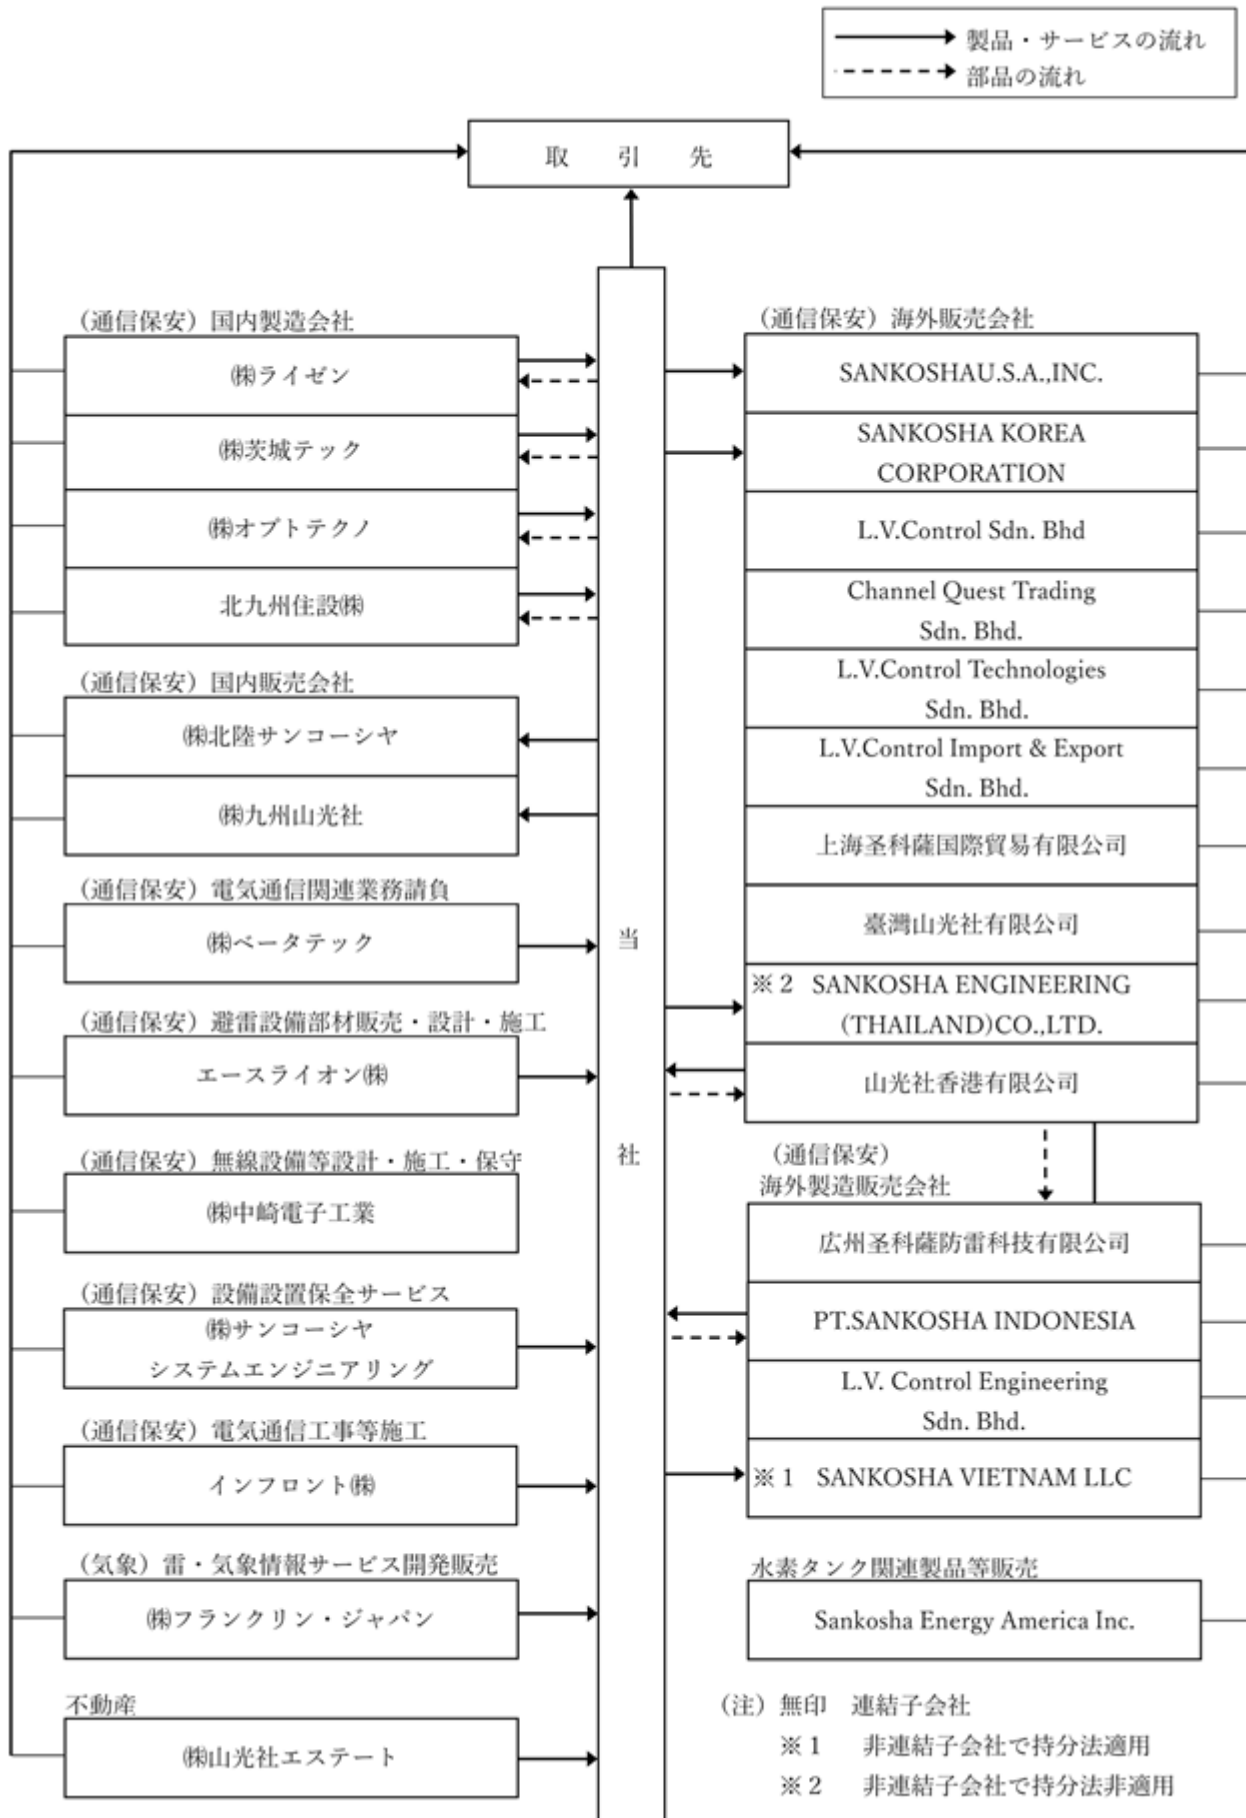 製品・サービスの流れ
部品の流れ
取引先
(通信保安)国内製造会社
㈱ライゼン
㈱茨城テック
㈱オプトテクノ
北九州住設㈱
(通信保安)国内販売会社
㈱北陸サンコーシヤ
㈱九州山光社
(通信保安)電気通信関連業務請負
㈱ベータテック
(通信保安)避雷設備部材販売・設計・施工
エースライオン㈱
(通信保安)無線設備等設計・施工・保守
㈱中崎電子工業
(通信保安)設備設置保全サービス
㈱サンコーシヤ
システムエンジニアリング
(通信保安)電気通信工事等施工
インフロント㈱
(気象)雷・気象情報サービス開発販売
㈱フランクリン・ジャパン
不動産
㈱山光社エステート
当
社
(通信保安)海外販売会社
SANKOSHAU.S.A.,INC.
SANKOSHA KOREA
CORPORATION
L.V.Control Sdn. Bhd
Channel Quest Trading
Sdn. Bhd.
L.V.Control Technologies
Sdn. Bhd.
L.V.Control Import & Export
Sdn. Bhd.
上海圣科薩国際貿易有限公司
臺灣山光社有限公司
※2 SANKOSHA ENGINEERING
(THAILAND)CO.,LTD.
山光社香港有限公司
(通信保安)
海外製造販売会社
広州圣科薩防雷科技有限公司
PT.SANKOSHA INDONESIA
L.V. Control Engineering
Sdn. Bhd.
※1 SANKOSHA VIETNAM LLC
水素タンク関連製品等販売
Sankosha Energy America Inc.
(注)無印 連結子会社
※1 非連結子会社で持分法適用
※2 非連結子会社で持分法非適用